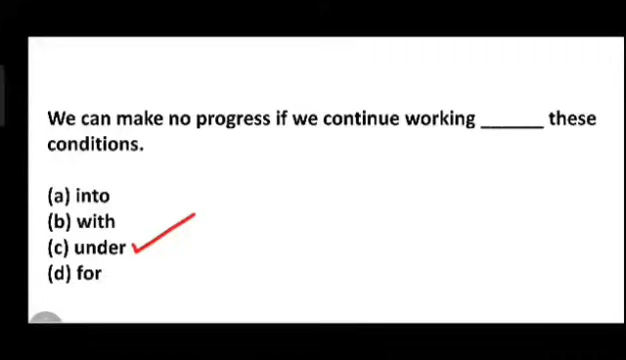 We can make no progress if we continue working ______ these
conditions.
(a) into
(b) with
(c) under
(d) for